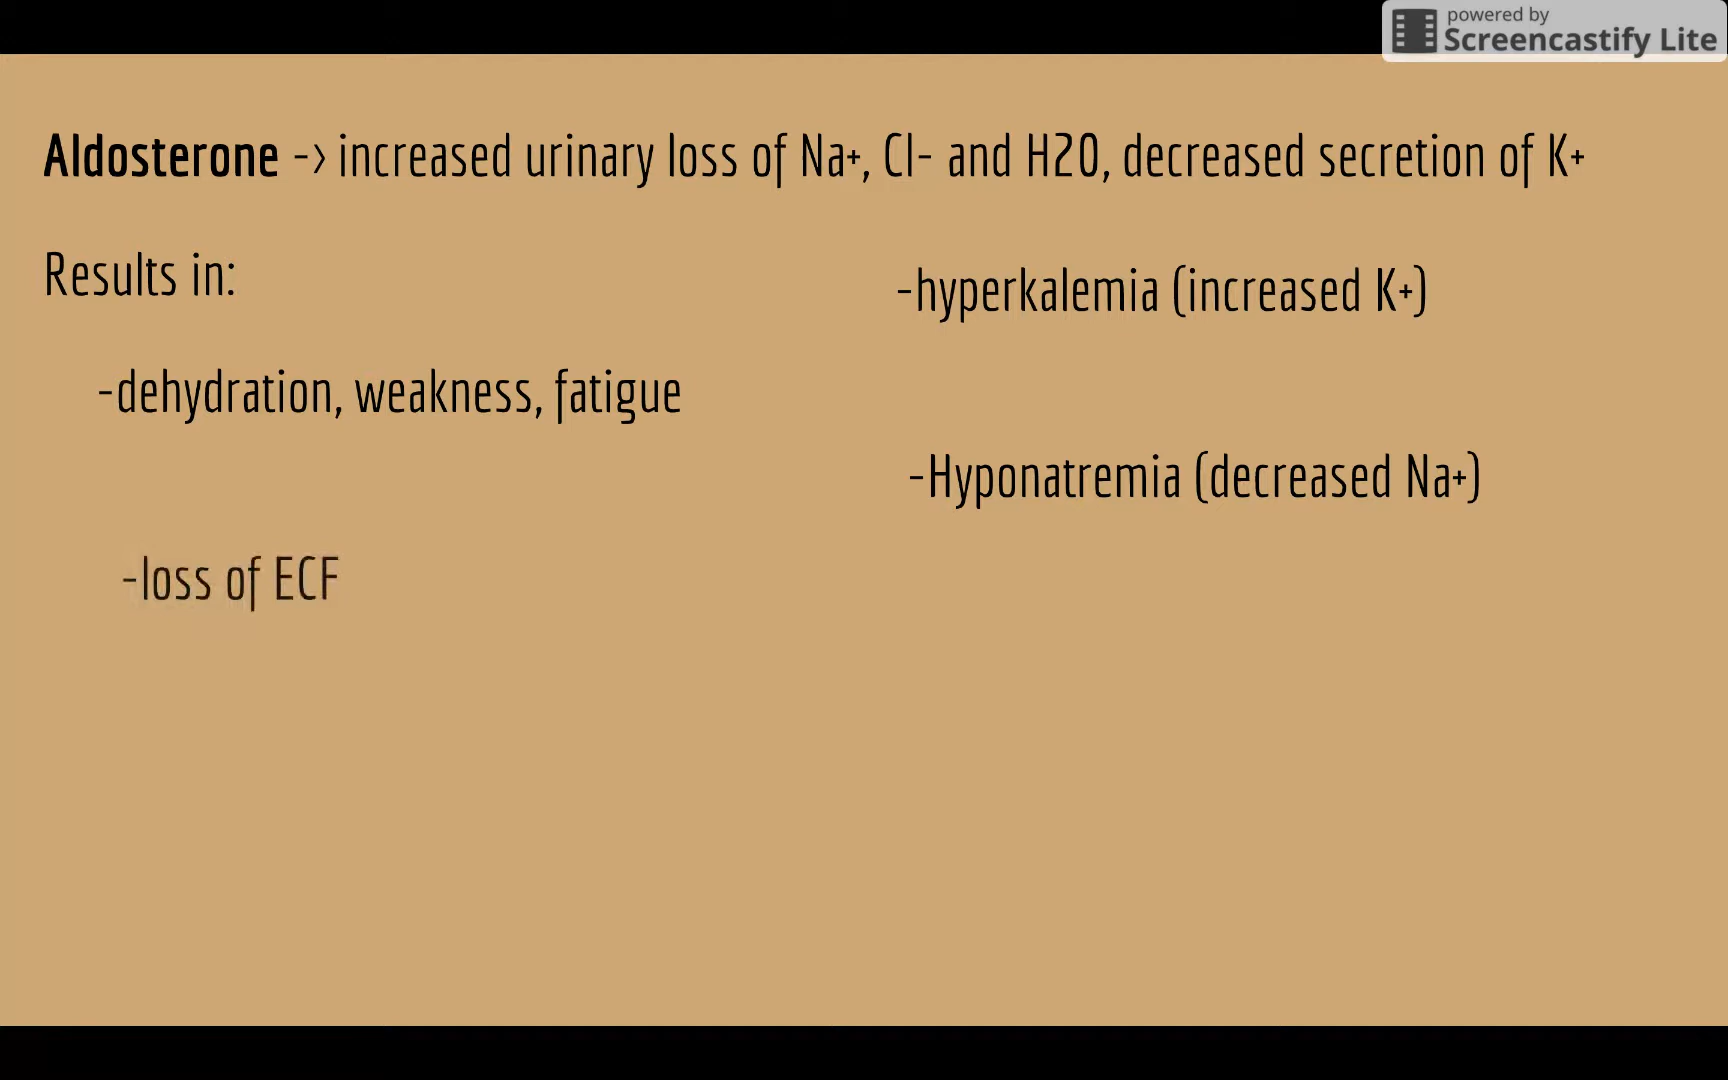 powered by
Screencastify Lite
Aldosterone -> increased urinary loss of Na+, Cl- and H2O, decreased secretion of K+
Results in:
-hyperkalemia (increased K+)
-dehydration, weakness, fatigue
-Hyponatremia (decreased Na+)
-loss of ECF